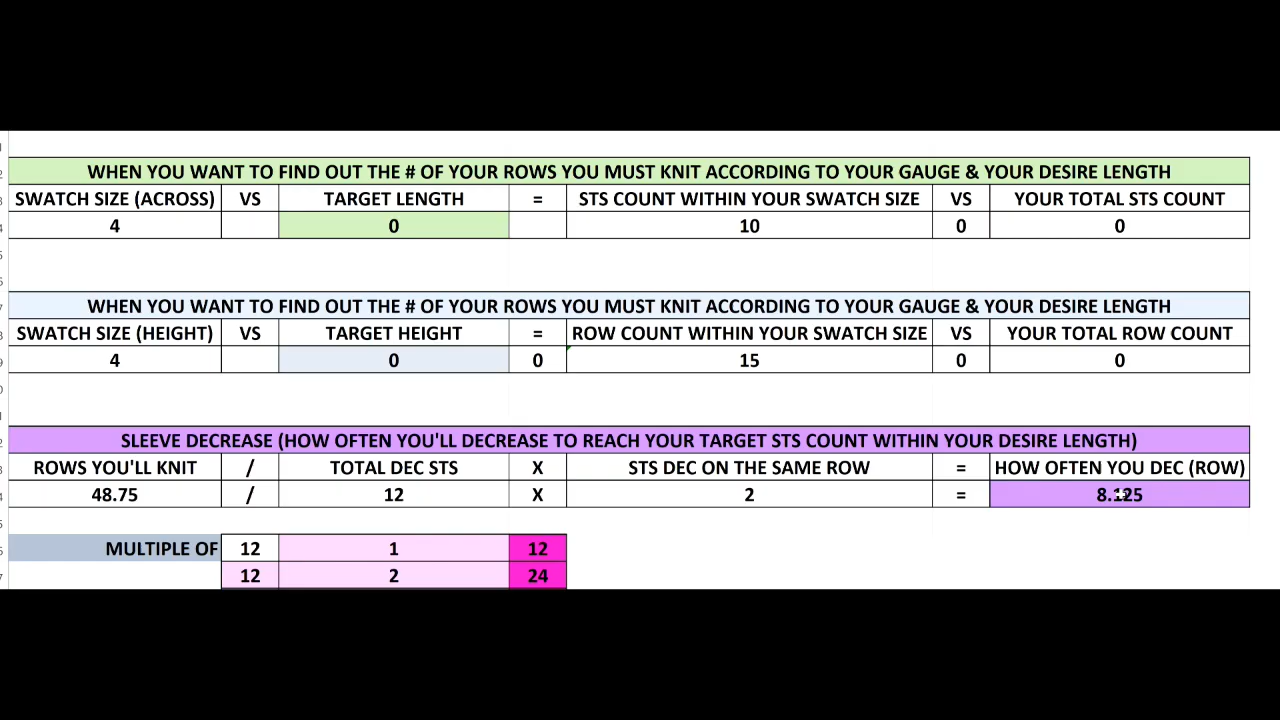 WHEN YOU WANT TO FIND OUT THE # OF YOUR ROWS YOU MUST KNIT ACCORDING TO YOUR GAUGE & YOUR DESIRE LENGTH
SWATCH SIZE (ACROSS) VS TARGET LENGTH = STS COUNT WITHIN YOUR SWATCH SIZE VS YOUR TOTAL STS COUNT
4 0 10 0 0
WHEN YOU WANT TO FIND OUT THE # OF YOUR ROWS YOU MUST KNIT ACCORDING TO YOUR GAUGE & YOUR DESIRE LENGTH
SWATCH SIZE (HEIGHT) VS TARGET HEIGHT = ROW COUNT WITHIN YOUR SWATCH SIZE VS YOUR TOTAL ROW COUNT
4 0 0 15 0 0
SLEEVE DECREASE (HOW OFTEN YOU'LL DECREASE TO REACH YOUR TARGET STS COUNT WITHIN YOUR DESIRE LENGTH)
ROWS YOU'LL KNIT / TOTAL DEC STS X STS DEC ON THE SAME ROW = HOW OFTEN YOU DEC (ROW)
48.75 / 12 X 2 = 8.125
MULTIPLE OF 12 1 12
12 2 24